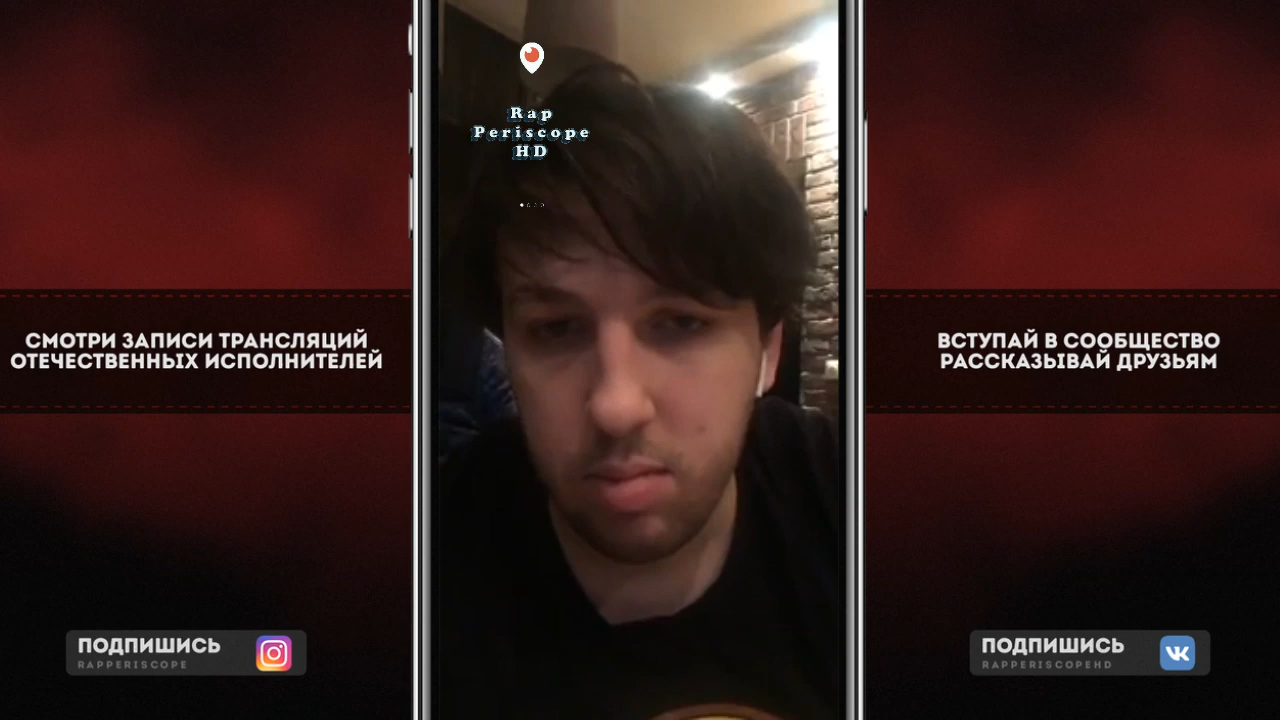 Rap
Periscope
HD
СМОТРИ ЗАПИСИ ТРАНСЛЯЦИЙ
ОТЕЧЕСТВЕННЫХ ИСПОЛНИТЕЛЕЙ
ВСТУПАЙ В СООБЩЕСТВО
РАССКАЗЫВАЙ ДРУЗЬЯМ
ПОДПИШИСЬ
RAPPERISCOPE
ПОДПИШИСЬ
RAPPERISCOPEHD